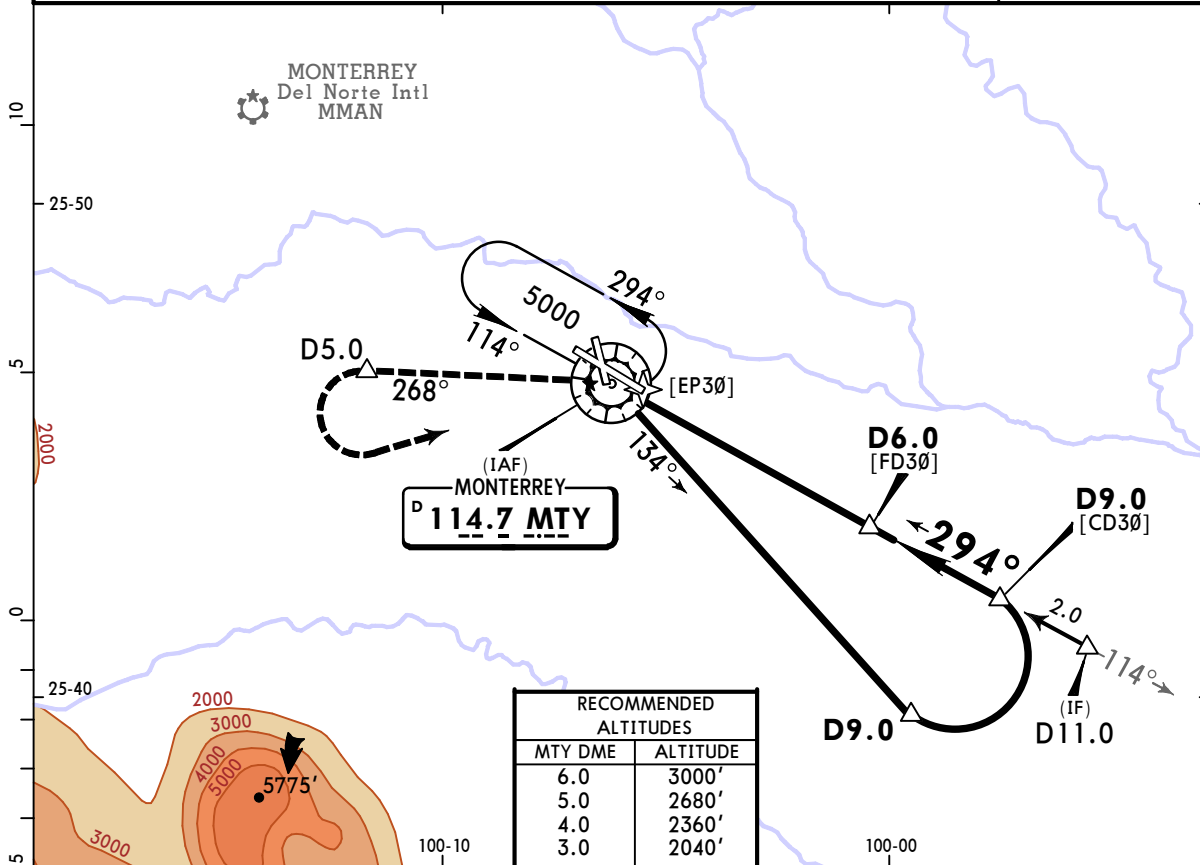 MONTERREY
Del Norte Intl
MMAN
10
25-50
294°
5000
114°
D5.0
268°
[EP3Ø]
5
2000
134°
(IAF)
MONTERREY
D 114.7 MTY
D6.0
[FD3Ø]
D9.0
[CD3Ø]
294°
2.0
114°
(IF)
D11.0
D9.0
0
25-40
2000
3000
4000
5000
5775'
3000
RECOMMENDED
ALTITUDES
MTY DME ALTITUDE
6.0 3000'
5.0 2680'
4.0 2360'
3.0 2040'
100-10
100-00
5